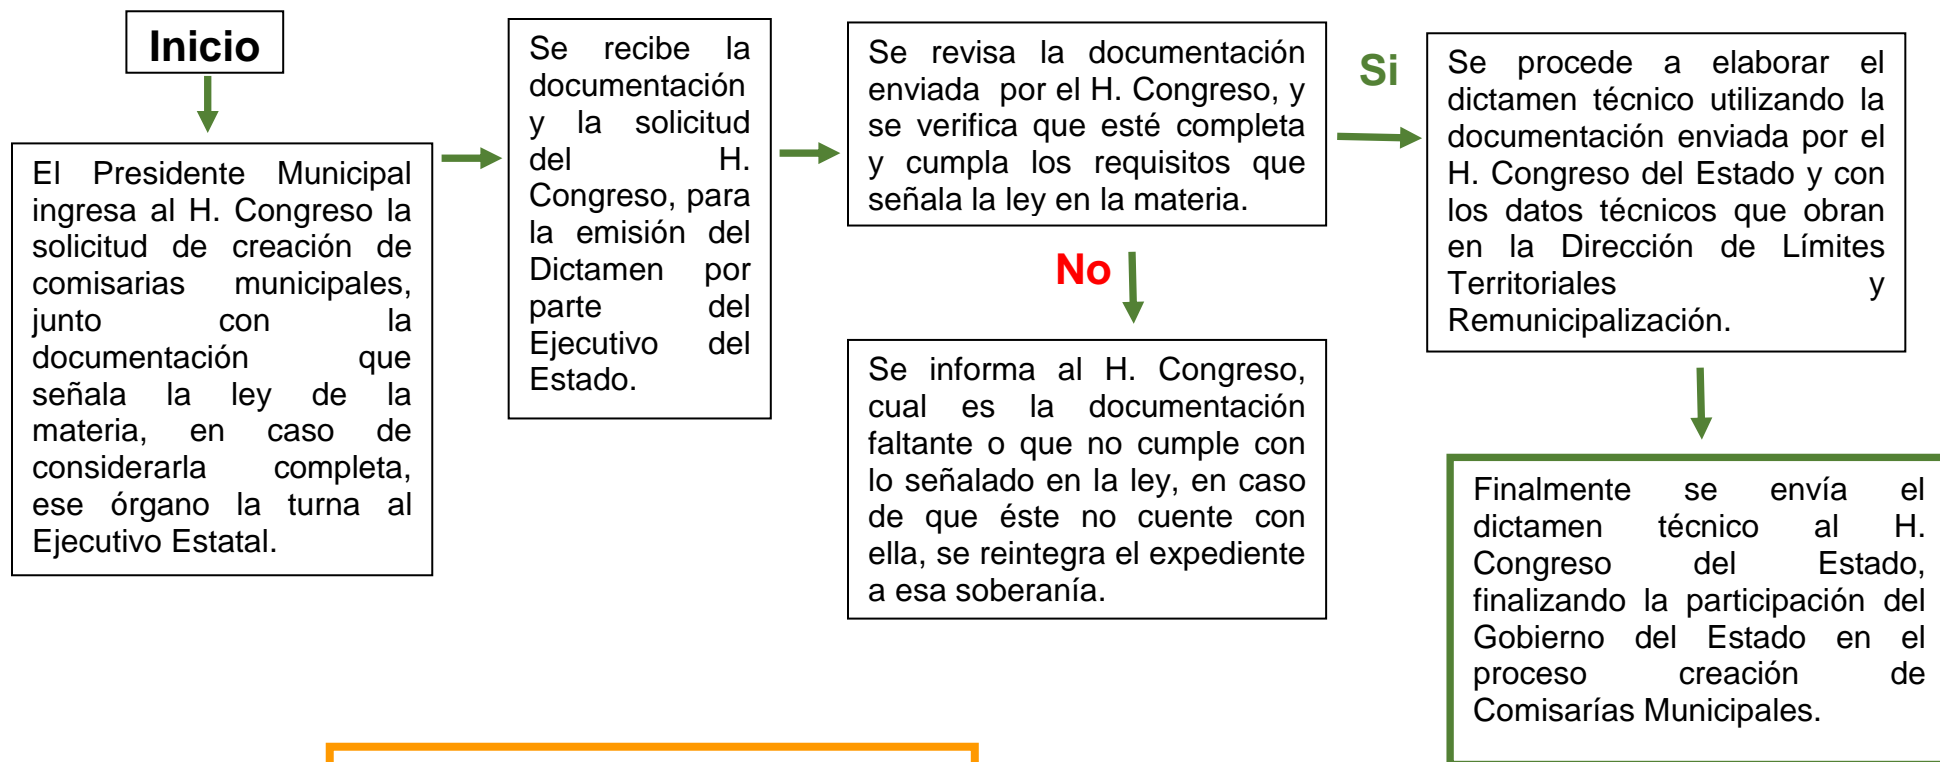 Inicio
El Presidente Municipal
ingresa al H. Congreso la
solicitud de creación de
comisarias municipales,
junto con la
documentación que
señala la ley de la
materia, en caso de
considerarla completa,
ese órgano la turna al
Ejecutivo Estatal.
Se recibe la
documentación
y la solicitud
del H.
Congreso, para
la emisión del
Dictamen por
parte del
Ejecutivo del
Estado.
Se revisa la documentación
enviada por el H. Congreso, y
se verifica que esté completa
y cumpla los requisitos que
señala la ley en la materia.
Si
No
Se informa al H. Congreso,
cual es la documentación
faltante o que no cumple con
lo señalado en la ley, en caso
de que éste no cuente con
ella, se reintegra el expediente
a esa soberanía.
Se procede a elaborar el
dictamen técnico utilizando la
documentación enviada por el
H. Congreso del Estado y con
los datos técnicos que obran
en la Dirección de Límites
Territoriales y
Remunicipalización.
Finalmente se envía el
dictamen técnico al H.
Congreso del Estado,
finalizando la participación del
Gobierno del Estado en el
proceso creación de
Comisarías Municipales.